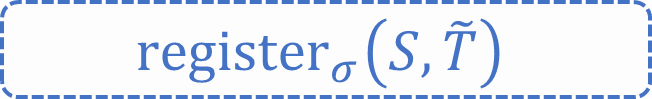 register_σ(S, T̃)